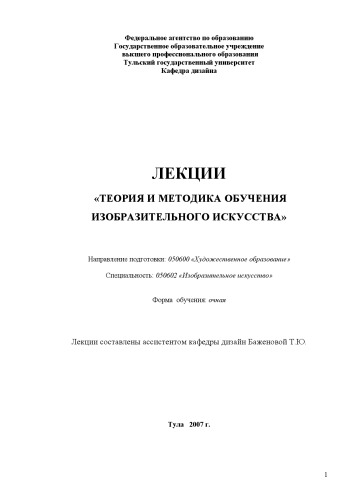 Федеральное агентство по образованию
Государственное образовательное учреждение
высшего профессионального образования
Тульский государственный университет
Кафедра дизайна
ЛЕКЦИИ
«ТЕОРИЯ И МЕТОДИКА ОБУЧЕНИЯ
ИЗОБРАЗИТЕЛЬНОГО ИСКУССТВА»
Направление подготовки: 050600 «Художественное образование»
Специальность: 050602 «Изобразительное искусство»
Форма обучения: очная
Лекции составлены ассистентом кафедры дизайн Баженовой Т.Ю.
Тула 2007 г.
1